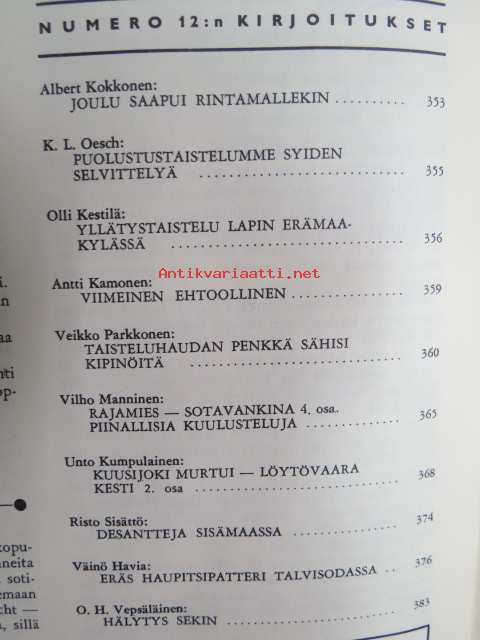 NUMERO 12:n KIRJOITUKSET
Albert Kokkonen:
JOULU SAAPUI RINTAMALLEKIN .......... 353
K. L. Oesch:
PUOLUSTUSTAISTELUMME SYIDEN
SELVITTELYÄ .......... 355
Olli Kestilä:
YLLÄTYSTAISTELU LAPIN ERÄMAA-
KYLÄSSÄ .......... 356
Antikvariaatti.net
Antti Kamonen:
VIIMEINEN EHTOOLLINEN .......... 359
Veikko Parkkonen:
TAISTELUHAUDAN PENKKÄ SÄHISI
KIPINÖITÄ .......... 360
Vilho Manninen:
RAJAMIES — SOTAVANKINA 4. osa..
PIINALLISIA KUULUSTELUJA .......... 365
Unto Kumpulainen:
KUUSIJOKI MURTUI — LÖYTÖVAARA
KESTI 2. osa .......... 368
Risto Sisättö:
DESANTTEJA SISÄMAASSA .......... 374
Väinö Havia:
ERÄS HAUPITSIPATTERI TALVISODASSA .. 376
O. H. Vepsäläinen:
HÄLYTYS SEKIN .......... 383